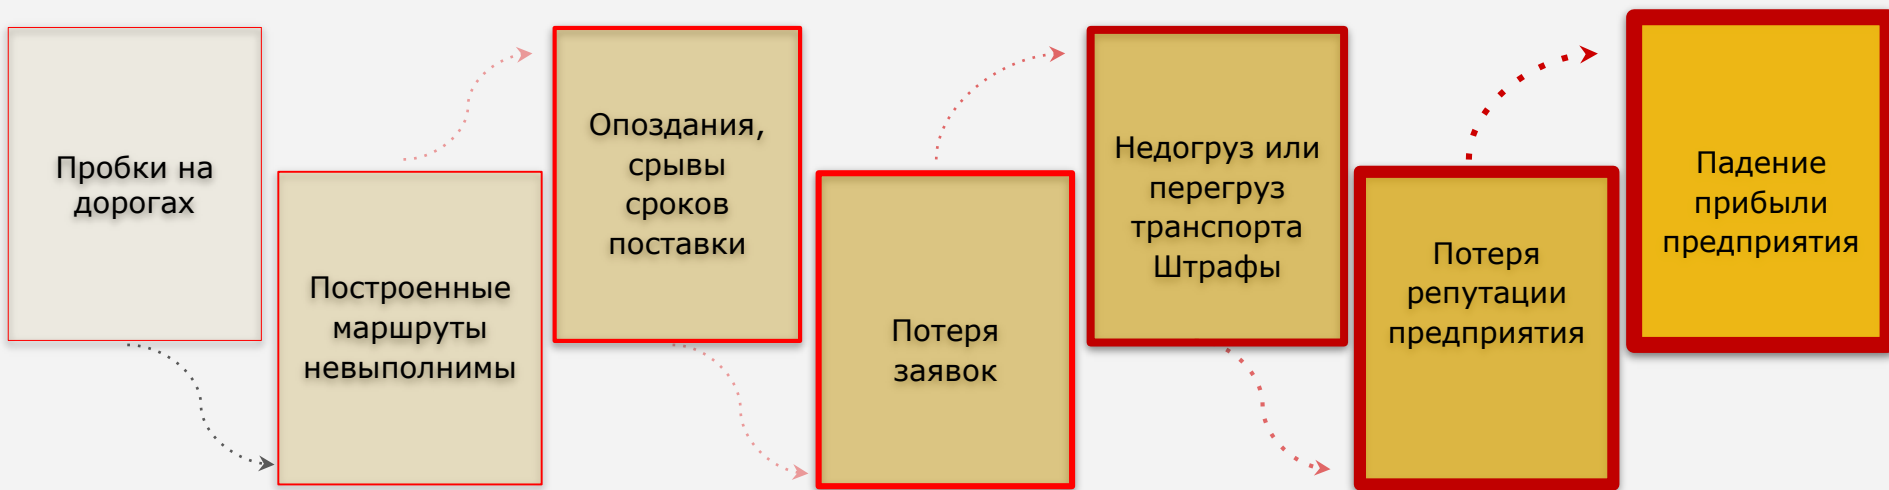 Пробки на
дорогах
Построенные
маршруты
невыполнимы
Опоздания,
срывы
сроков
поставки
Потеря
заявок
Недогруз или
перегруз
транспорта
Штрафы
Потеря
репутации
предприятия
Падение
прибыли
предприятия